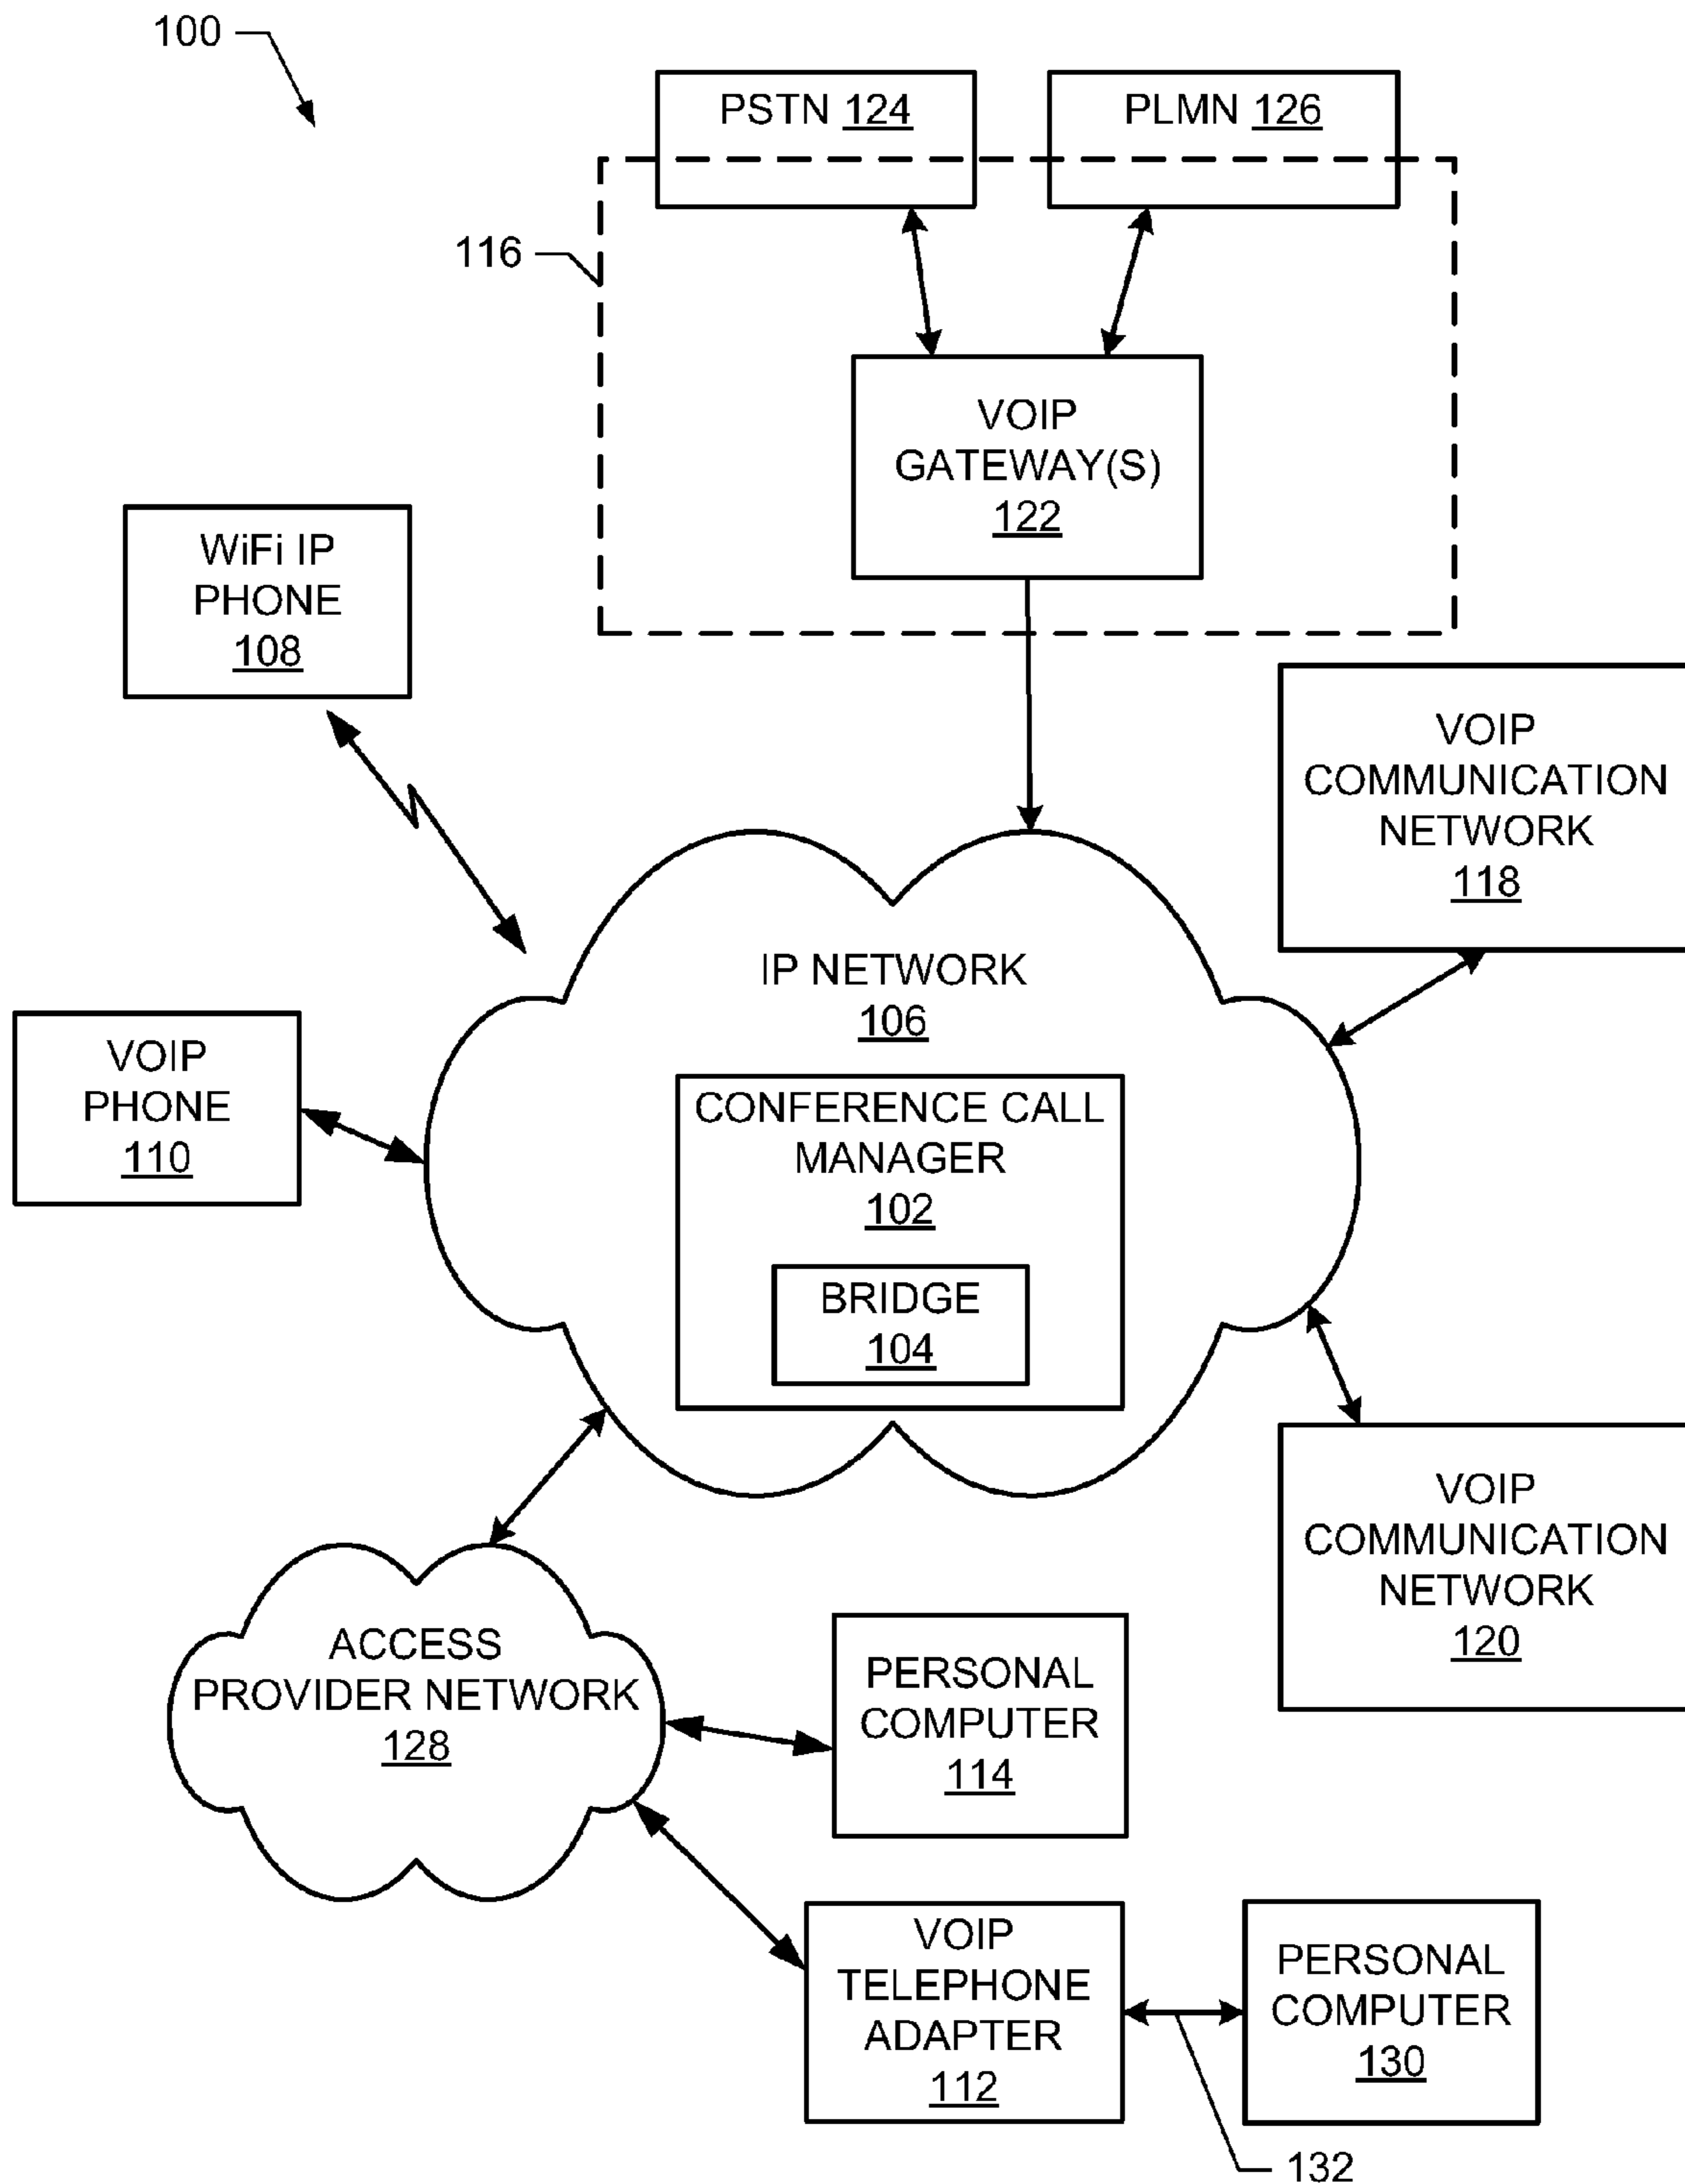 100
PSTN 124
PLMN 126
116
VOIP
GATEWAY(S)
122
WiFi IP
PHONE
108
VOIP
COMMUNICATION
NETWORK
118
IP NETWORK
106
VOIP
PHONE
110
CONFERENCE CALL
MANAGER
102
BRIDGE
104
VOIP
COMMUNICATION
NETWORK
120
ACCESS
PROVIDER NETWORK
128
PERSONAL
COMPUTER
114
VOIP
TELEPHONE
ADAPTER
112
PERSONAL
COMPUTER
130
132